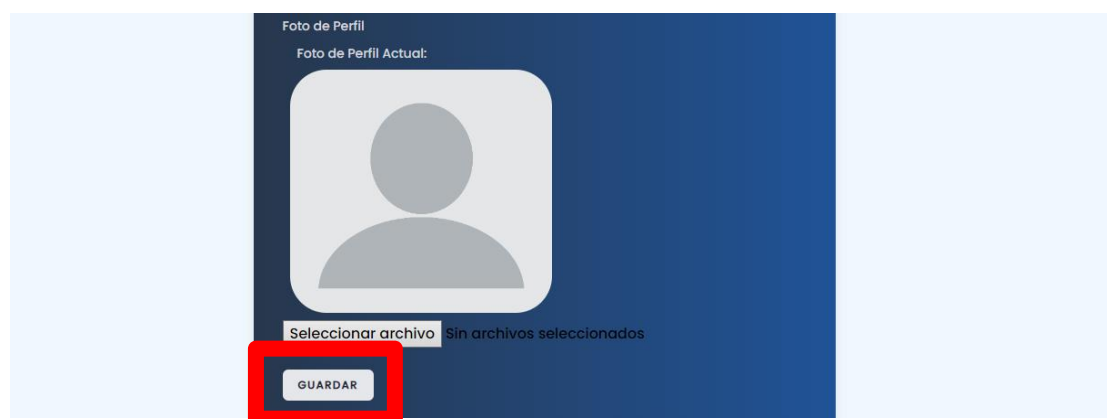 Foto de Perfil
Foto de Perfil Actual:
Seleccionar archivo Sin archivos seleccionados
GUARDAR